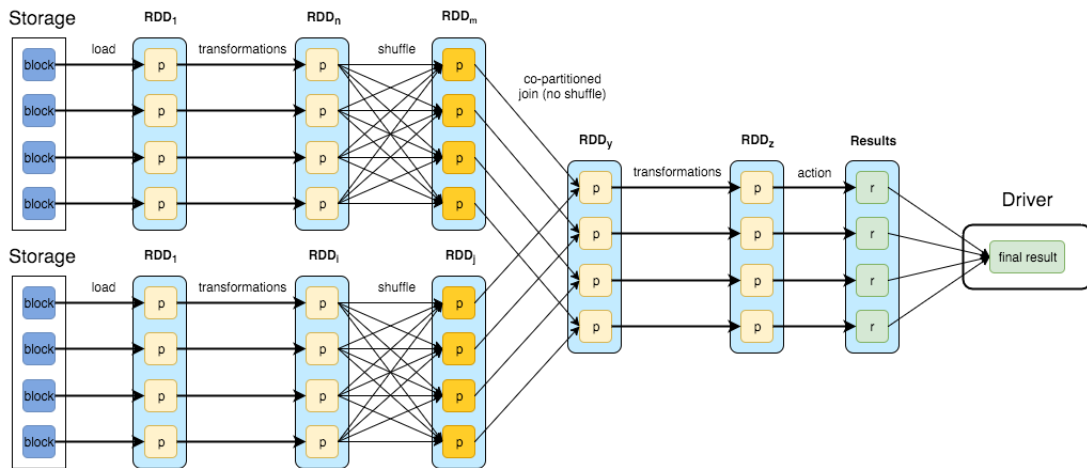 Storage
RDD1
RDDn
RDDm
load
transformations
shuffle
block
p
p
p
block
p
p
p
block
p
p
p
block
p
p
p
co-partitioned
join (no shuffle)
RDDy
RDDz
Results
transformations
action
p
p
r
p
p
r
p
p
r
p
p
r
Driver
final result
Storage
RDD1
RDDi
RDDj
load
transformations
shuffle
block
p
p
p
block
p
p
p
block
p
p
p
block
p
p
p